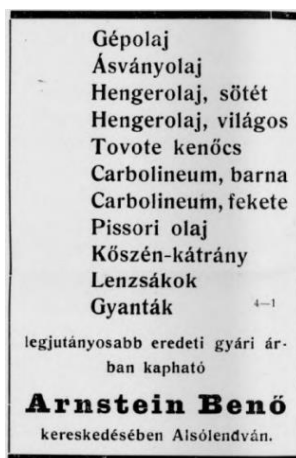 Gépolaj
Ásványolaj
Hengerolaj, sötét
Hengerolaj, világos
Tovote kenőcs
Carbolineum, barna
Carbolineum, fekete
Pissori olaj
Kőszén-kátrány
Lenzsákok
Gyanták 4—1
legjutányosabb eredeti gyári ár-
ban kapható
Arnstein Benő
kereskedésében Alsólendván.